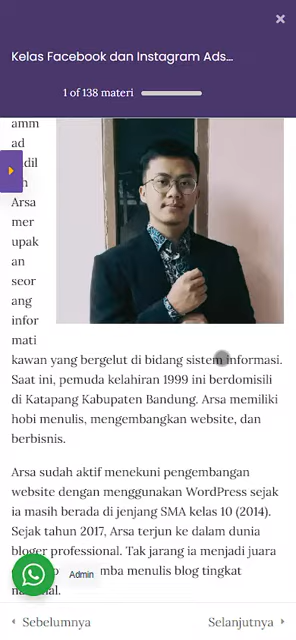 Kelas Facebook dan Instagram Ads...
1 of 138 materi
amm
ad
dil
Arsa
mer
upak
an
seor
ang
infor
mati
kawan yang bergelut di bidang sistem informasi.
Saat ini, pemuda kelahiran 1999 ini berdomisili
di Katapang Kabupaten Bandung. Arsa memiliki
hobi menulis, mengembangkan website, dan
berbisnis.
Arsa sudah aktif menekuni pengembangan
website dengan menggunakan WordPress sejak
ia masih berada di jenjang SMA kelas 10 (2014).
Sejak tahun 2017, Arsa terjun ke dalam dunia
bloger professional. Tak jarang ia menjadi juara
mba menulis blog tingkat
Admin
Sebelumnya
Selanjutnya